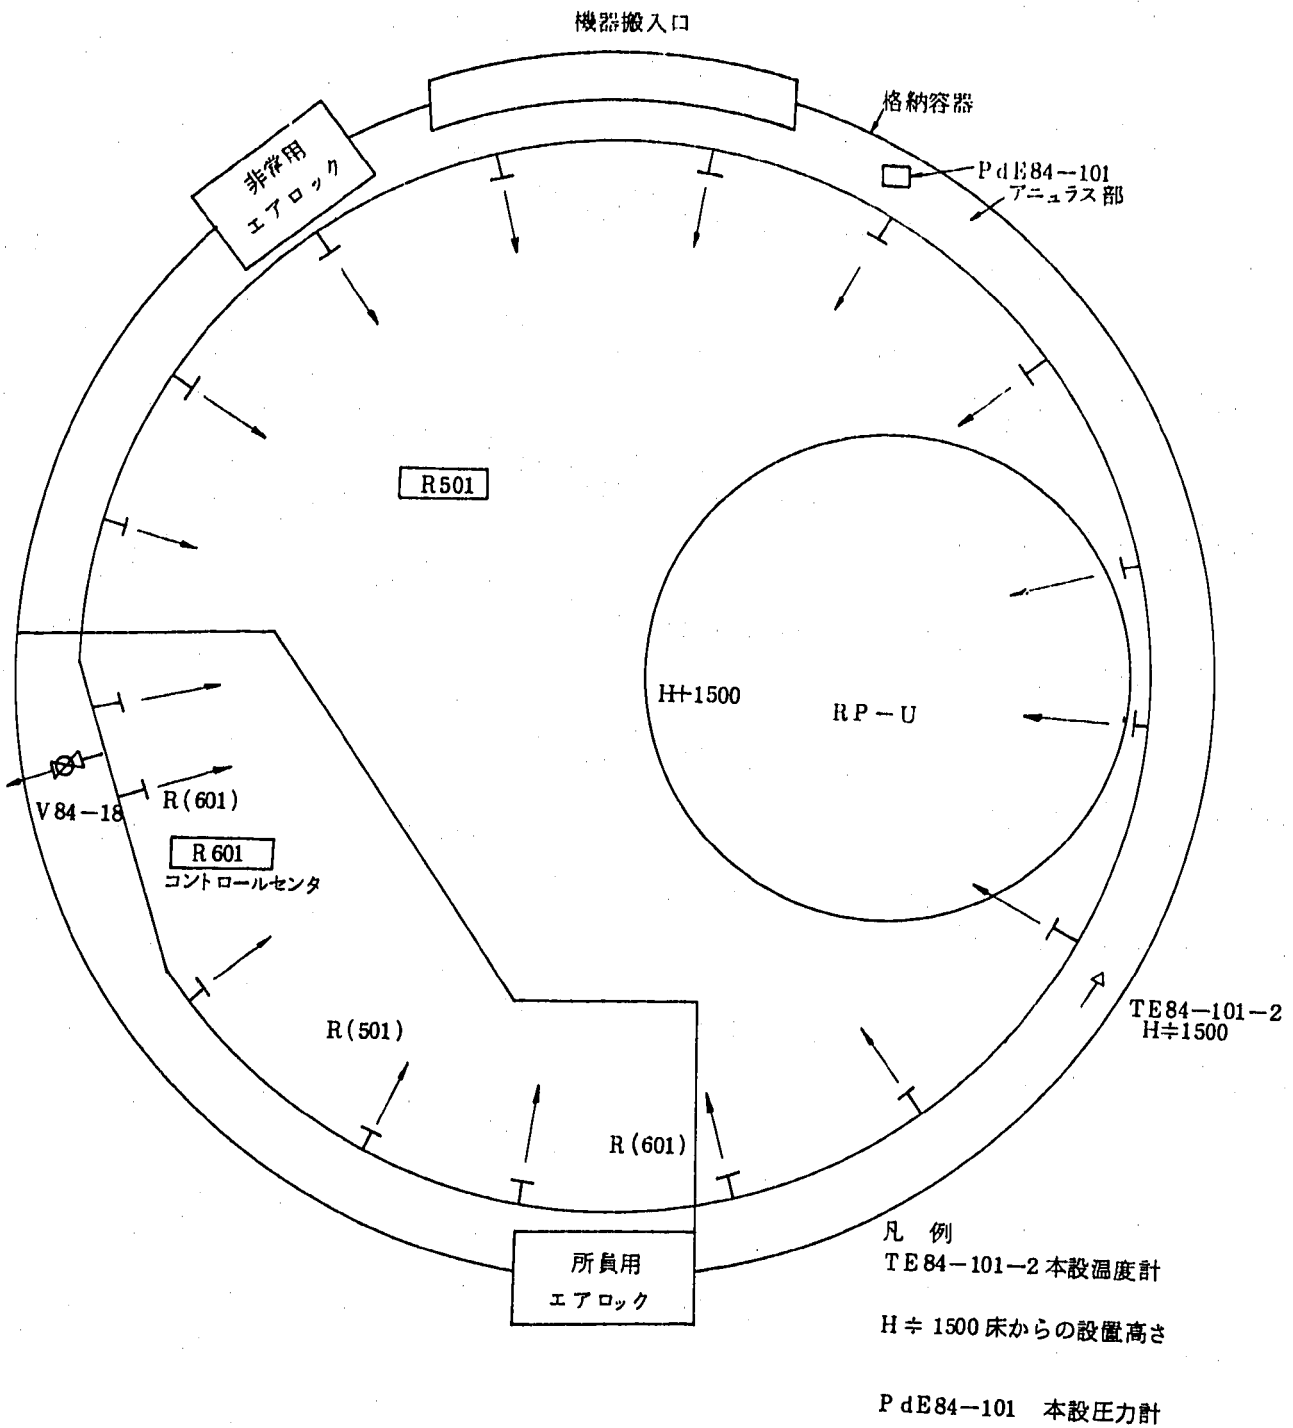 機器搬入口
格納容器
非常用
エアロック
PdE84-101
アニュラス部
R501
H≒1500
RP-U
V84-18
R(601)
R601
コントロールセンタ
TE84-101-2
H≒1500
R(501)
R(601)
所員用
エアロック
凡 例
TE84-101-2 本設温度計
H≒1500 床からの設置高さ
PdE84-101 本設圧力計